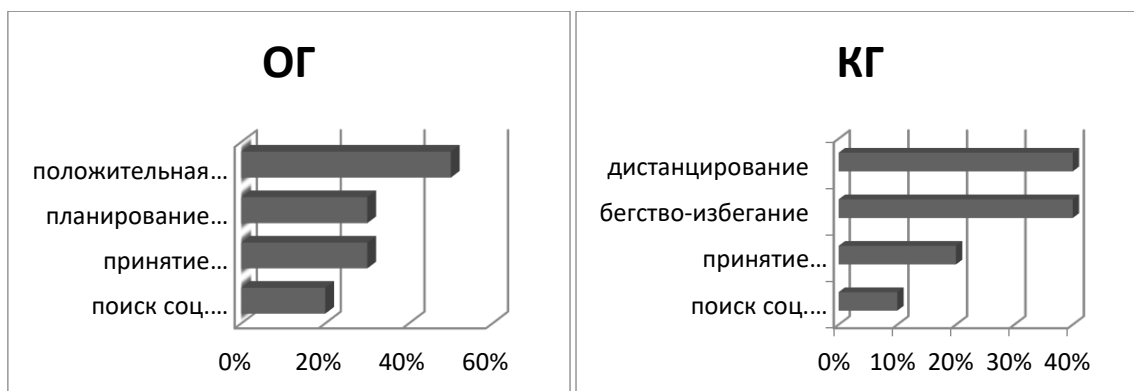 ОГ
положительная...
планирование...
принятие...
поиск соц....
0% 20% 40% 60%
КГ
дистанцирование
бегство-избегание
принятие...
поиск соц....
0% 10% 20% 30% 40%